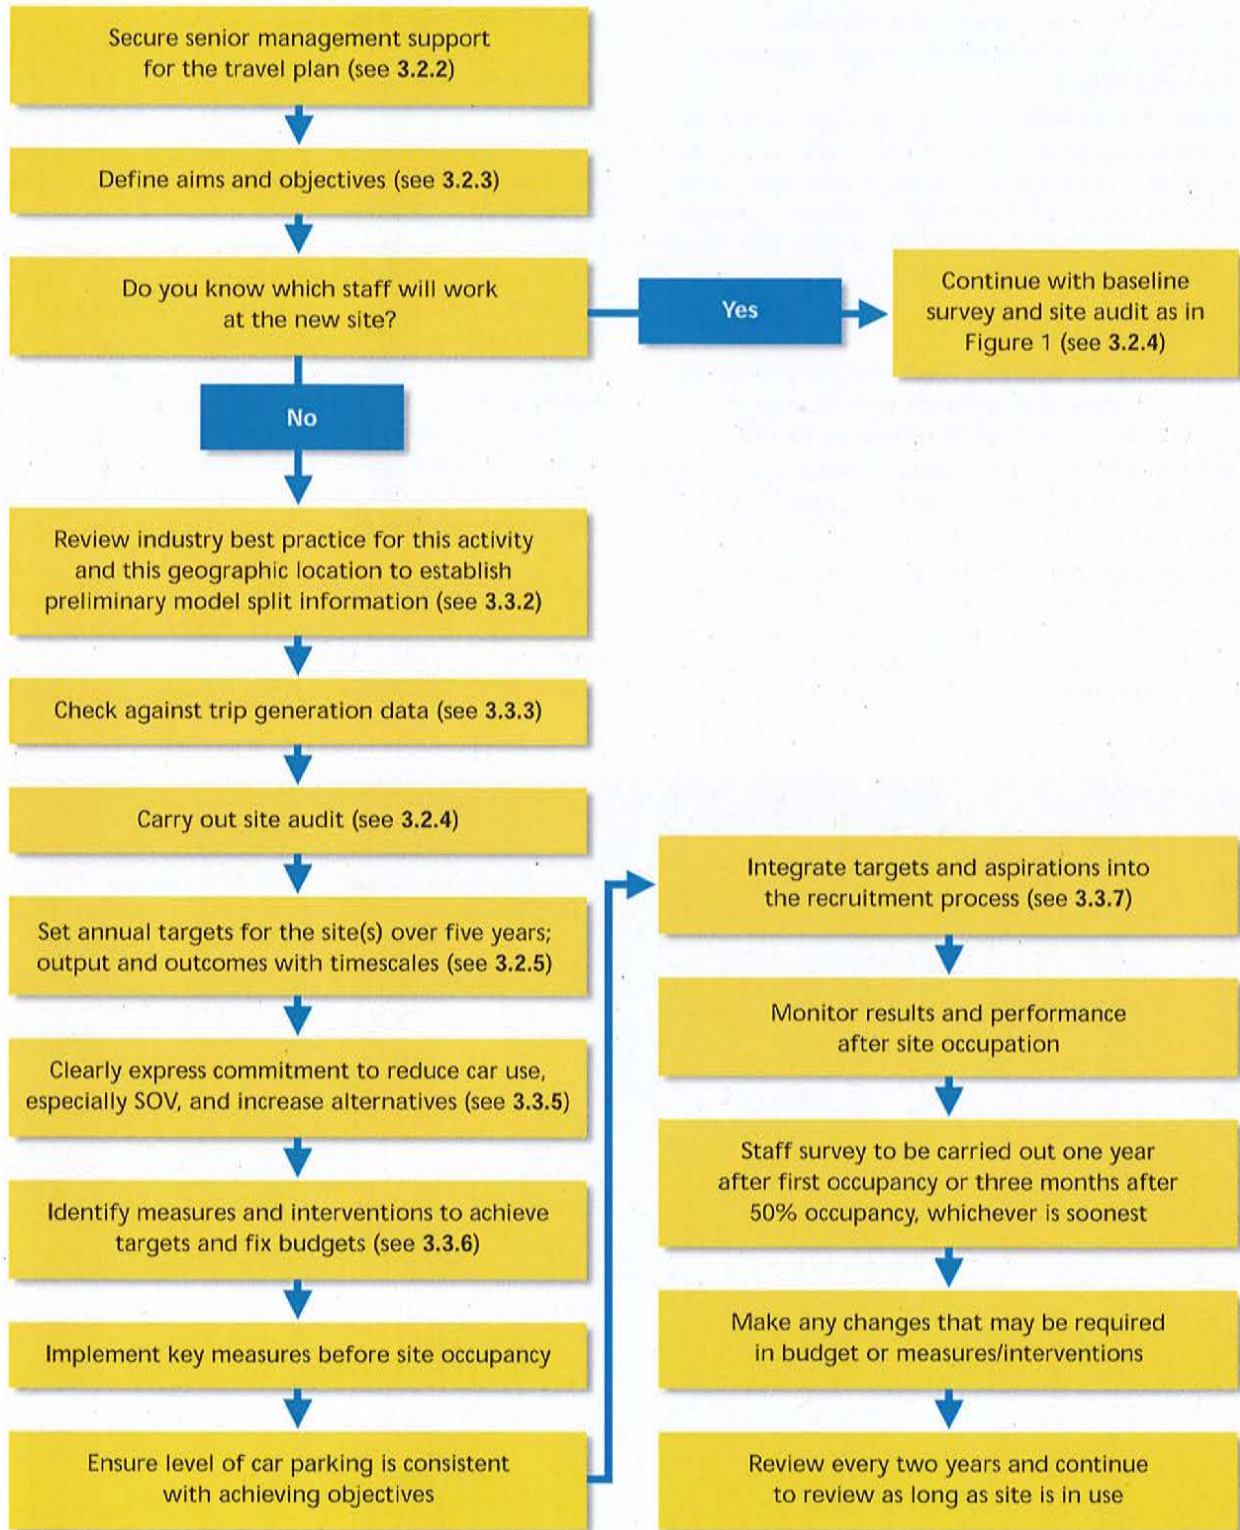 Secure senior management support
for the travel plan (see 3.2.2)
Define aims and objectives (see 3.2.3)
Do you know which staff will work
at the new site?
Yes
Continue with baseline
survey and site audit as in
Figure 1 (see 3.2.4)
No
Review industry best practice for this activity
and this geographic location to establish
preliminary model split information (see 3.3.2)
Check against trip generation data (see 3.3.3)
Carry out site audit (see 3.2.4)
Set annual targets for the site(s) over five years;
output and outcomes with timescales (see 3.2.5)
Clearly express commitment to reduce car use,
especially SOV, and increase alternatives (see 3.3.5)
Identify measures and interventions to achieve
targets and fix budgets (see 3.3.6)
Implement key measures before site occupancy
Ensure level of car parking is consistent
with achieving objectives
Integrate targets and aspirations into
the recruitment process (see 3.3.7)
Monitor results and performance
after site occupation
Staff survey to be carried out one year
after first occupancy or three months after
50% occupancy, whichever is soonest
Make any changes that may be required
in budget or measures/interventions
Review every two years and continue
to review as long as site is in use